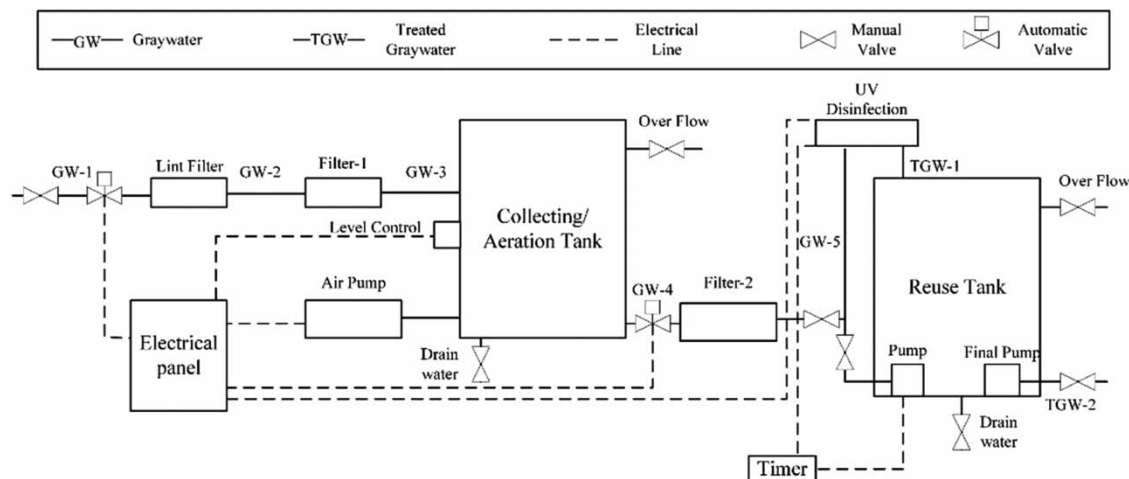 GW
Graywater
TGW
Treated
Graywater
Electrical
Line
Manual
Valve
Automatic
Valve
UV
Disinfection
Over Flow
GW-1
Lint Filter
GW-2
Filter-1
GW-3
TGW-1
Over Flow
Level Control
Collecting/
Aeration Tank
GW-5
Air Pump
GW-4
Filter-2
Reuse Tank
Electrical
panel
Drain
water
Pump
Final Pump
TGW-2
Drain
water
Timer